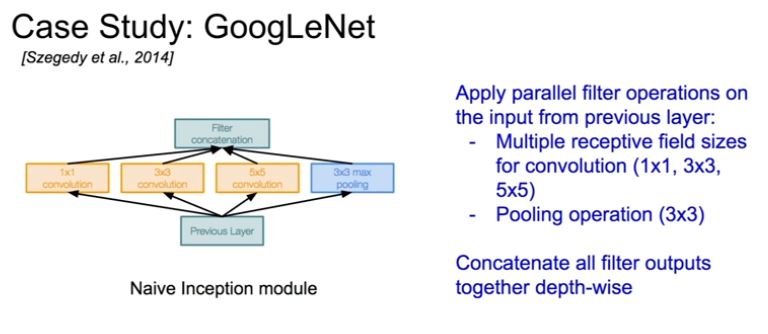 Case Study: GoogLeNet
[Szegedy et al., 2014]
Filter
concatenation
1x1
convolution
3x3
convolution
5x5
convolution
3x3 max
pooling
Previous Layer
Naive Inception module
Apply parallel filter operations on
the input from previous layer:
- Multiple receptive field sizes
for convolution (1x1, 3x3,
5x5)
- Pooling operation (3x3)
Concatenate all filter outputs
together depth-wise